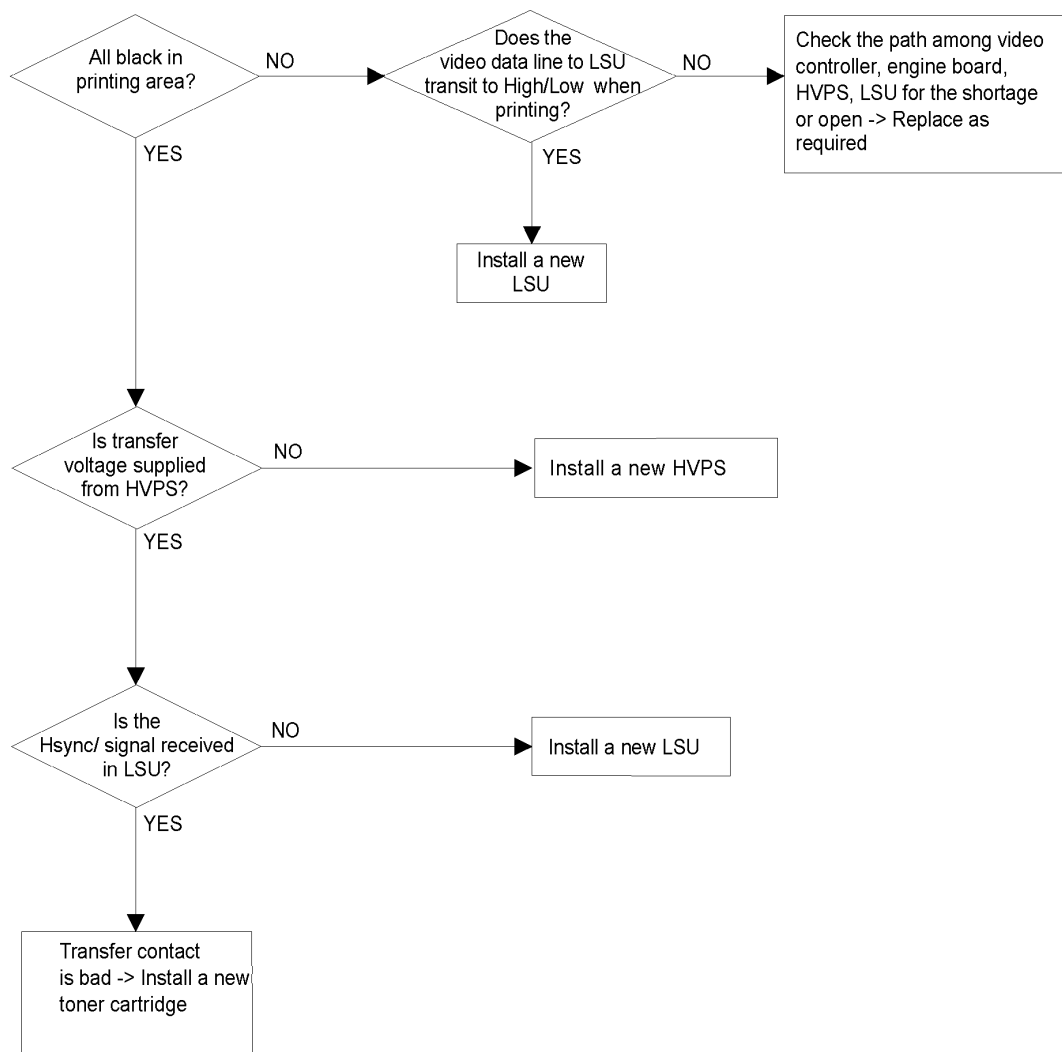 All black in
printing area?
NO
Does the
video data line to LSU
transit to High/Low when
printing?
NO
Check the path among video
controller, engine board,
HVPS, LSU for the shortage
or open -> Replace as
required
YES
YES
Install a new
LSU
Is transfer
voltage supplied
from HVPS?
NO
Install a new HVPS
YES
Is the
Hsync/ signal received
in LSU?
NO
Install a new LSU
YES
Transfer contact
is bad -> Install a new
toner cartridge